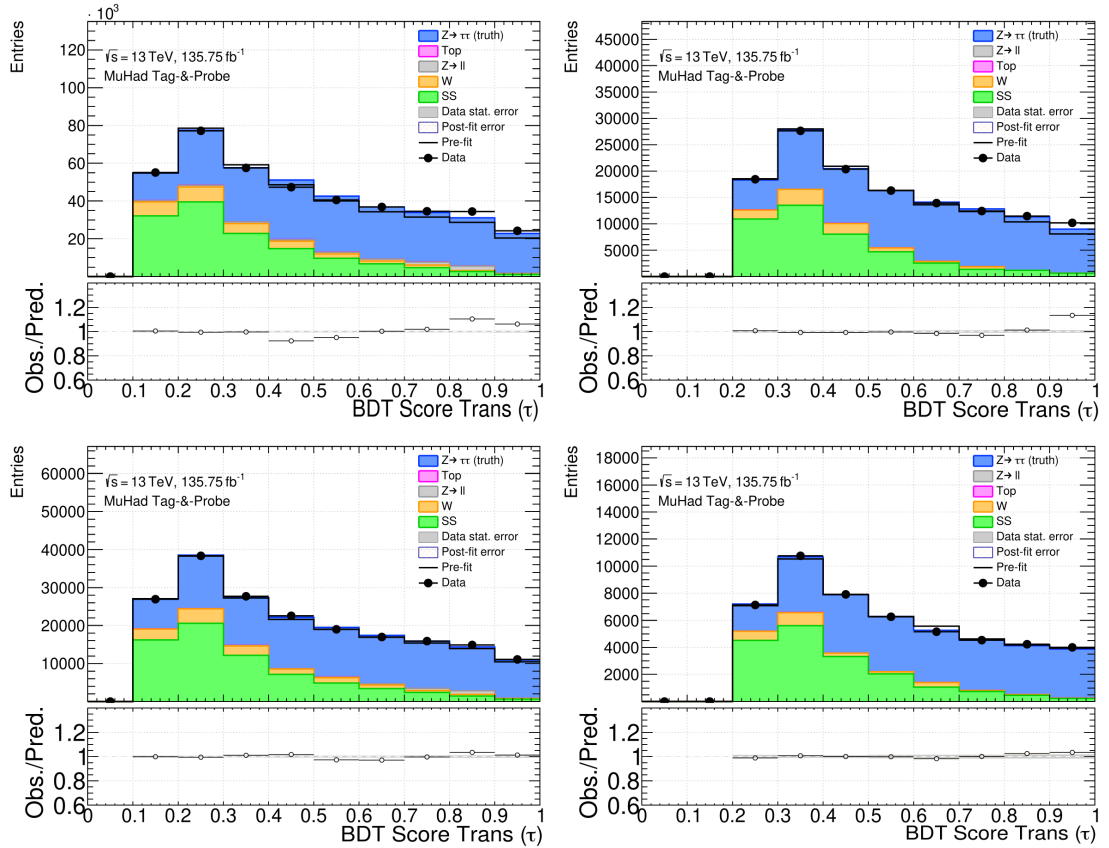 ×10³
Entries
√s = 13 TeV, 135.75 fb⁻¹
MuHad Tag-&-Probe
Z→ ττ (truth)
Top
Z→ ll
W
SS
Data stat. error
Post-fit error
Pre-fit
Data
120
100
80
60
40
20
Obs./Pred.
1.2
1
0.8
0.6
0 0.1 0.2 0.3 0.4 0.5 0.6 0.7 0.8 0.9 1
BDT Score Trans (τ)
Entries
√s = 13 TeV, 135.75 fb⁻¹
MuHad Tag-&-Probe
Z→ ττ (truth)
Z→ ll
Top
W
SS
Data stat. error
Post-fit error
Pre-fit
Data
45000
40000
35000
30000
25000
20000
15000
10000
5000
Obs./Pred.
1.2
1
0.8
0.6
0 0.1 0.2 0.3 0.4 0.5 0.6 0.7 0.8 0.9 1
BDT Score Trans (τ)
Entries
√s = 13 TeV, 135.75 fb⁻¹
MuHad Tag-&-Probe
Z→ ττ (truth)
Top
Z→ ll
W
SS
Data stat. error
Post-fit error
Pre-fit
Data
60000
50000
40000
30000
20000
10000
Obs./Pred.
1.2
1
0.8
0.6
0 0.1 0.2 0.3 0.4 0.5 0.6 0.7 0.8 0.9 1
BDT Score Trans (τ)
Entries
√s = 13 TeV, 135.75 fb⁻¹
MuHad Tag-&-Probe
Z→ ττ (truth)
Z→ ll
Top
W
SS
Data stat. error
Post-fit error
Pre-fit
Data
18000
16000
14000
12000
10000
8000
6000
4000
2000
Obs./Pred.
1.2
1
0.8
0.6
0 0.1 0.2 0.3 0.4 0.5 0.6 0.7 0.8 0.9 1
BDT Score Trans (τ)